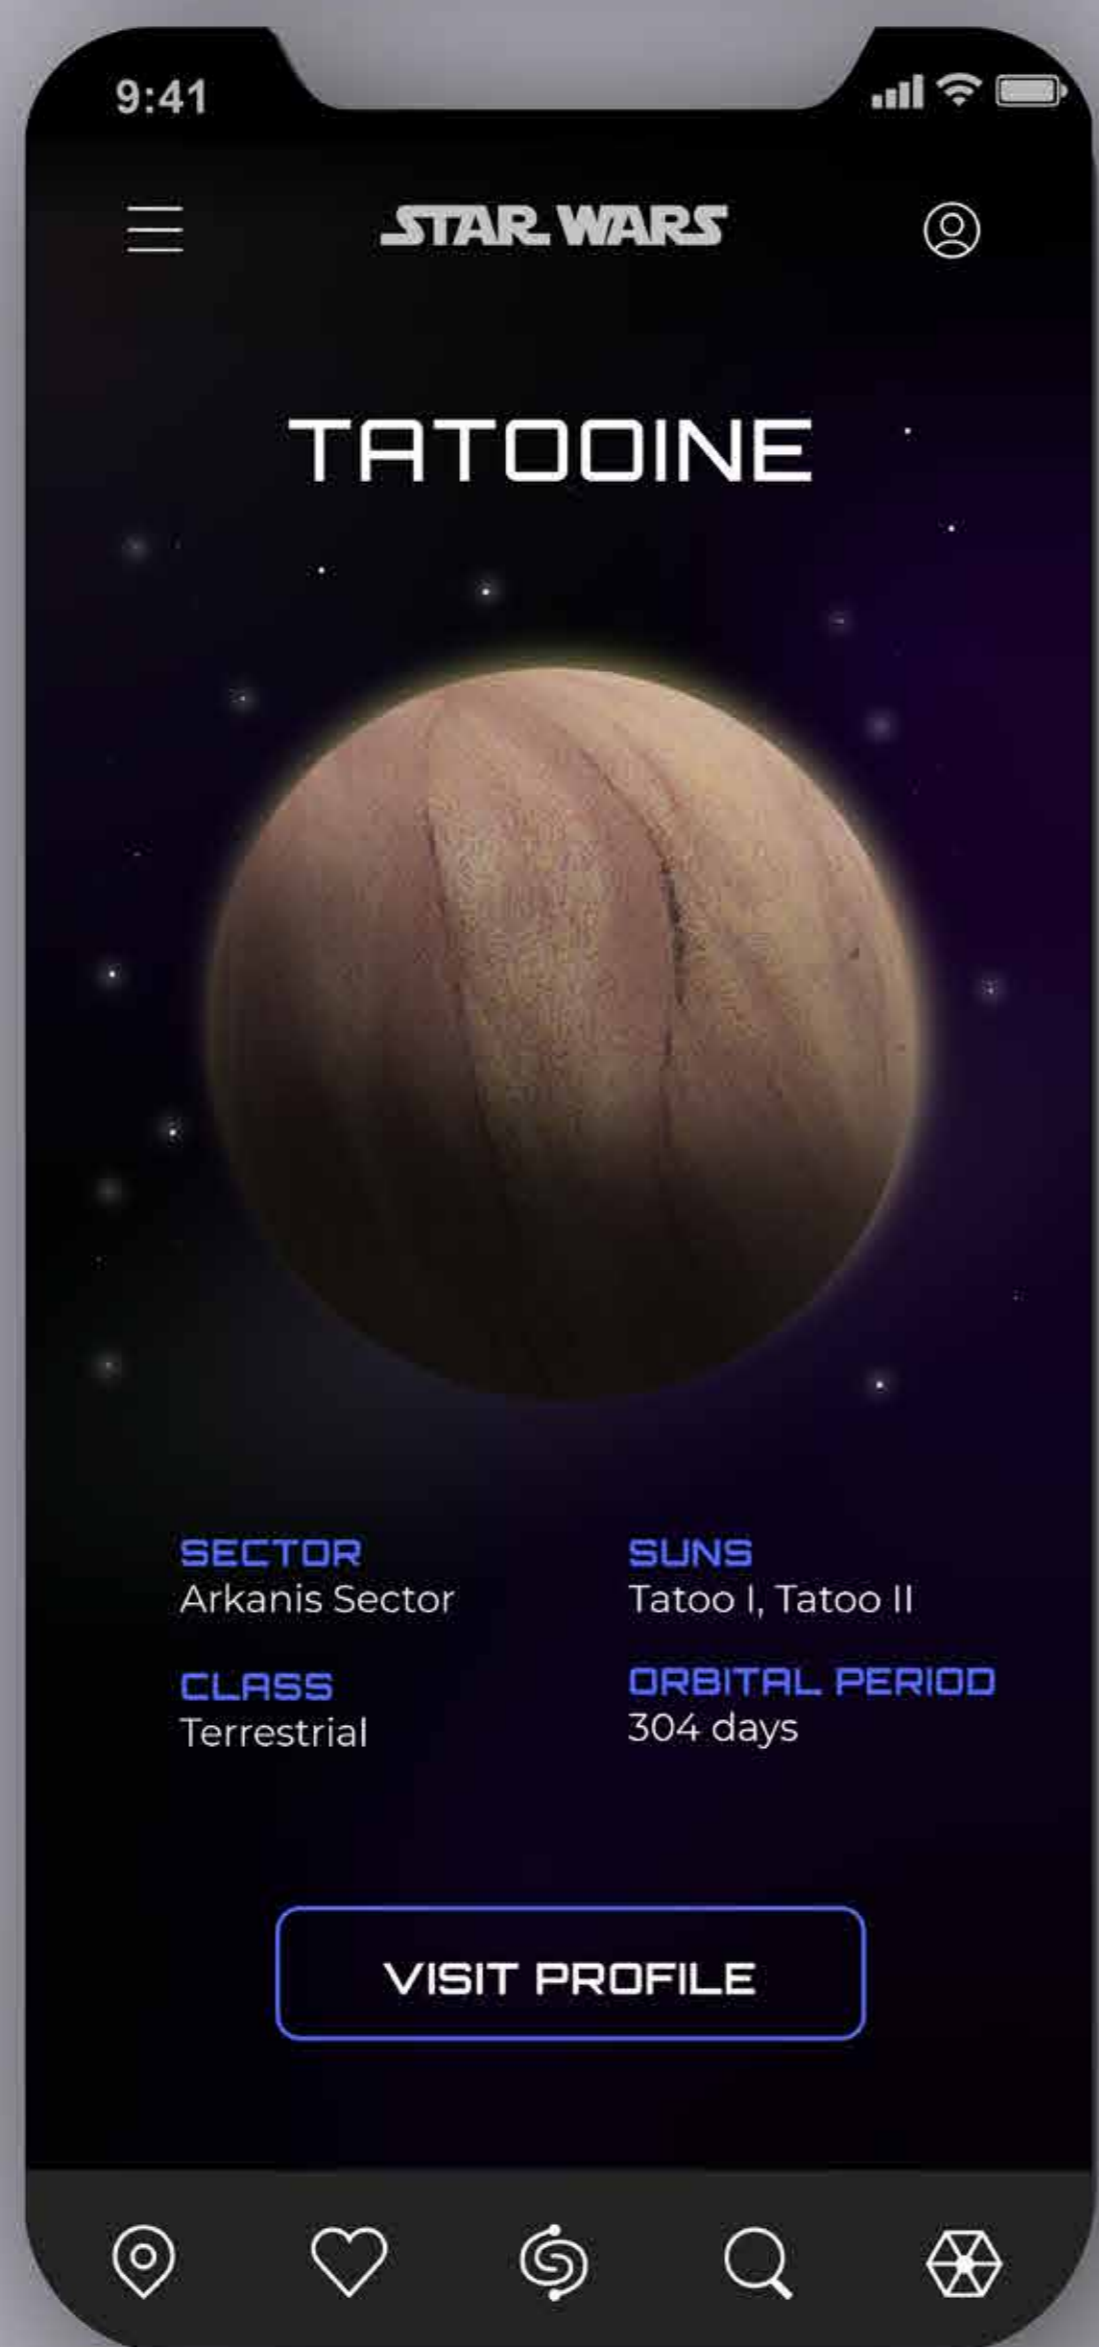 9:41
STAR WARS
TATOOINE
SECTOR
Arkanis Sector
SUNS
Tatoo I, Tatoo II
CLASS
Terrestrial
ORBITAL PERIOD
304 days
VISIT PROFILE